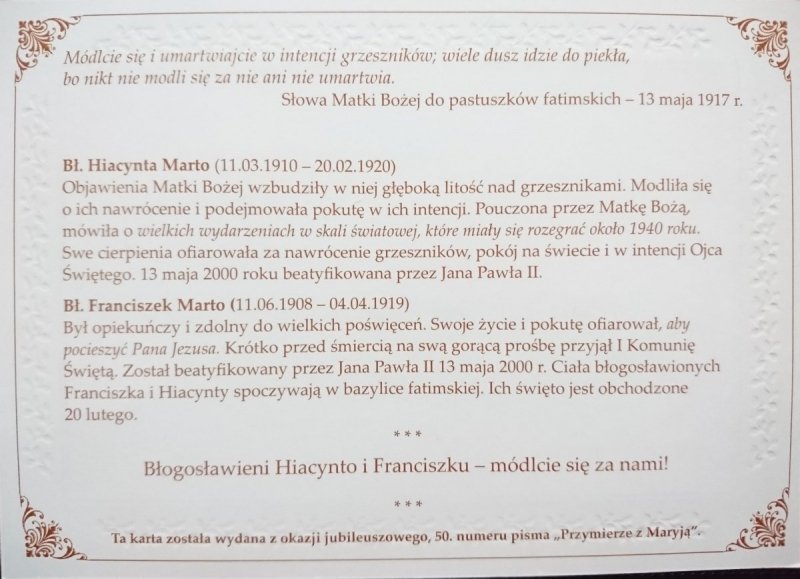 Módlcie się i umartwiajcie w intencji grzeszników; wiele dusz idzie do piekła,
bo nikt nie modli się za nie ani nie umartwia.
Słowa Matki Bożej do pastuszków fatimskich – 13 maja 1917 r.
Bł. Hiacynta Marto (11.03.1910 – 20.02.1920)
Objawienia Matki Bożej wzbudziły w niej głęboką litość nad grzesznikami. Modliła się
o ich nawrócenie i podejmowała pokutę w ich intencji. Pouczona przez Matkę Bożą,
mówiła o wielkich wydarzeniach w skali światowej, które miały się rozegrać około 1940 roku.
Swe cierpienia ofiarowała za nawrócenie grzeszników, pokój na świecie i w intencji Ojca
Świętego. 13 maja 2000 roku beatyfikowana przez Jana Pawła II.
Bł. Franciszek Marto (11.06.1908 – 04.04.1919)
Był opiekuńczy i zdolny do wielkich poświęceń. Swoje życie i pokutę ofiarował, aby
pocieszyć Pana Jezusa. Krótko przed śmiercią na swą gorącą prośbę przyjął I Komunię
Świętą. Został beatyfikowany przez Jana Pawła II 13 maja 2000 r. Ciała błogosławionych
Franciszka i Hiacynty spoczywają w bazylice fatimskiej. Ich święto jest obchodzone
20 lutego.
* * *
Błogosławieni Hiacynto i Franciszku – módlcie się za nami!
* * *
Ta karta została wydana z okazji jubileuszowego, 50. numeru pisma „Przymierze z Maryją”.